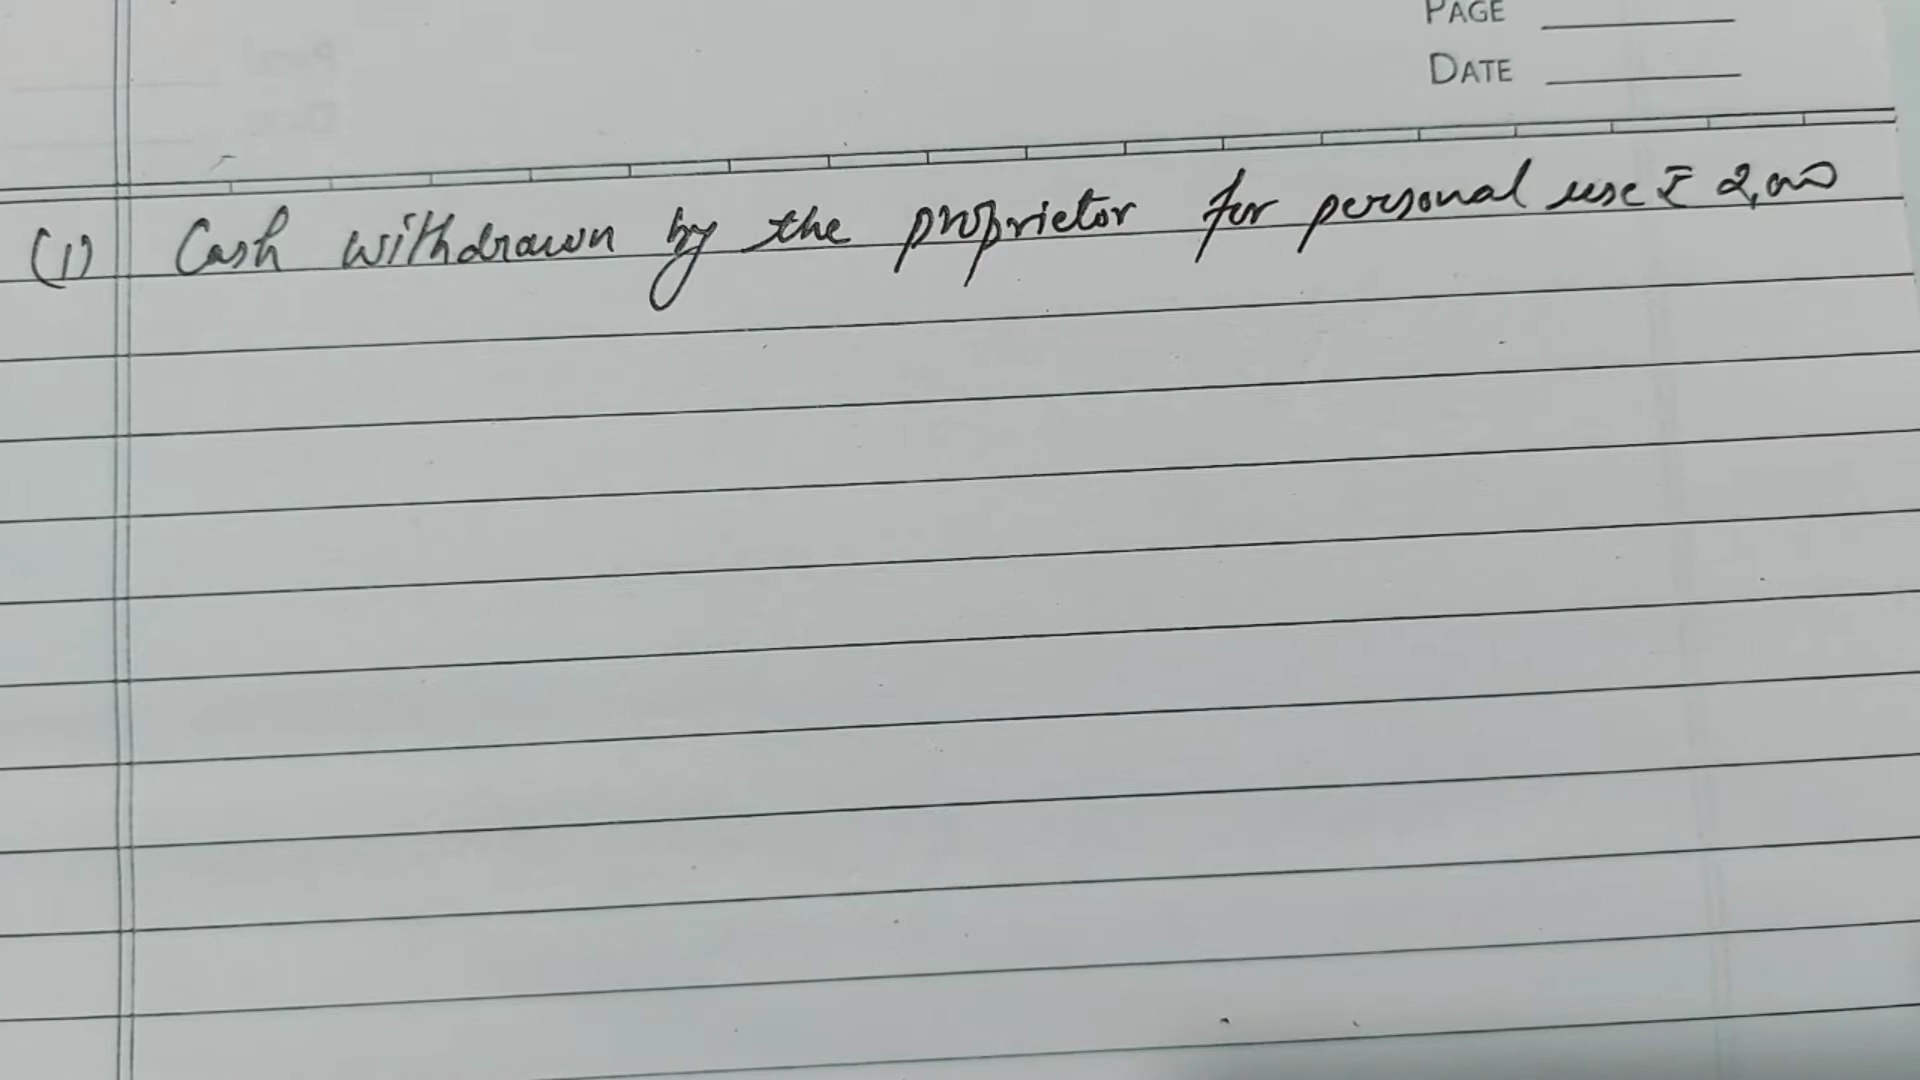 PAGE
DATE
(1) Cash withdrawn by the proprietor for personal use ₹ 2,000